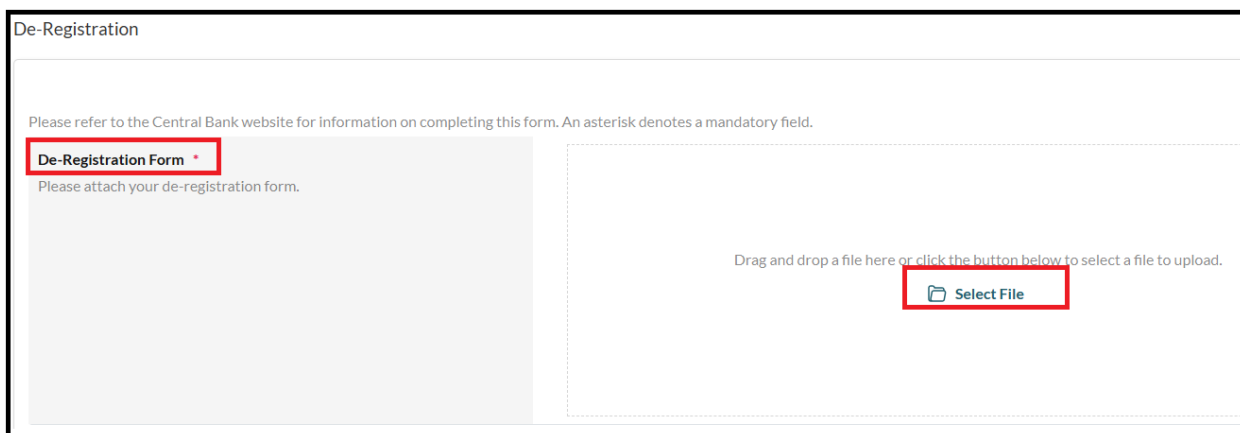 De-Registration
Please refer to the Central Bank website for information on completing this form. An asterisk denotes a mandatory field.
De-Registration Form *
Please attach your de-registration form.
Drag and drop a file here or click the button below to select a file to upload.
Select File